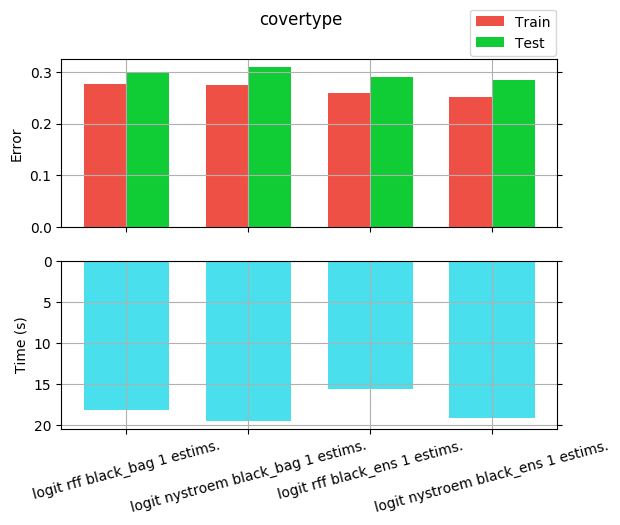 covertype
Train
Test
Error
0.3
0.2
0.1
0.0
Time (s)
0
5
10
15
20
logit rff black_bag 1 estims.
logit nystroem black_bag 1 estims.
logit rff black_ens 1 estims.
logit nystroem black_ens 1 estims.